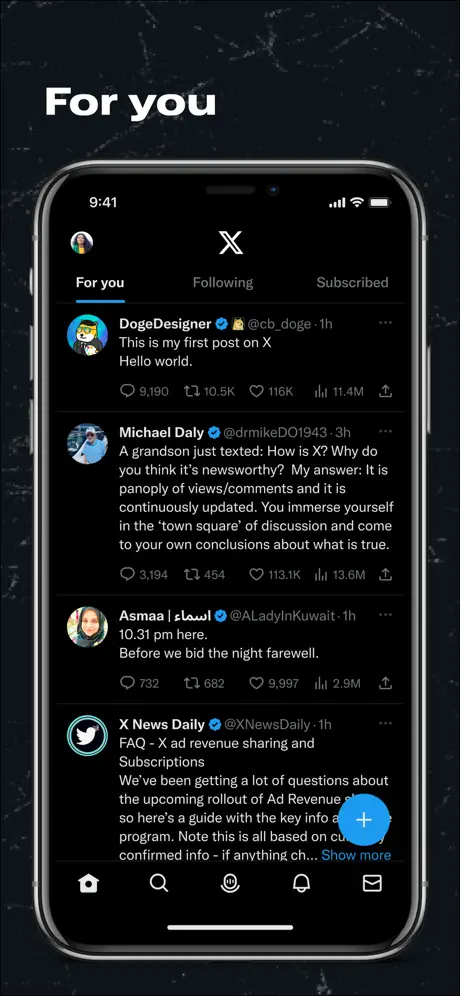 For you
9:41
X
For you Following Subscribed
DogeDesigner @cb_doge · 1h
This is my first post on X
Hello world.
9,190 10.5K 116K 11.4M
Michael Daly @drmikeDO1943 · 3h
A grandson just texted: How is X? Why do
you think it's newsworthy? My answer: It is
panoply of views/comments and it is
continuously updated. You immerse yourself
in the 'town square' of discussion and come
to your own conclusions about what is true.
3,194 454 113.1K 13.6M
Asmaa | اسماء @ALadyInKuwait · 1h
10.31 pm here.
Before we bid the night farewell.
732 682 9,997 2.9M
X News Daily @XNewsDaily · 1h
FAQ - X ad revenue sharing and
Subscriptions
We've been getting a lot of questions about
the upcoming rollout of Ad Revenue
so here's a guide with the key info
program. Note this is all based on
confirmed info - if anything ch... Show more